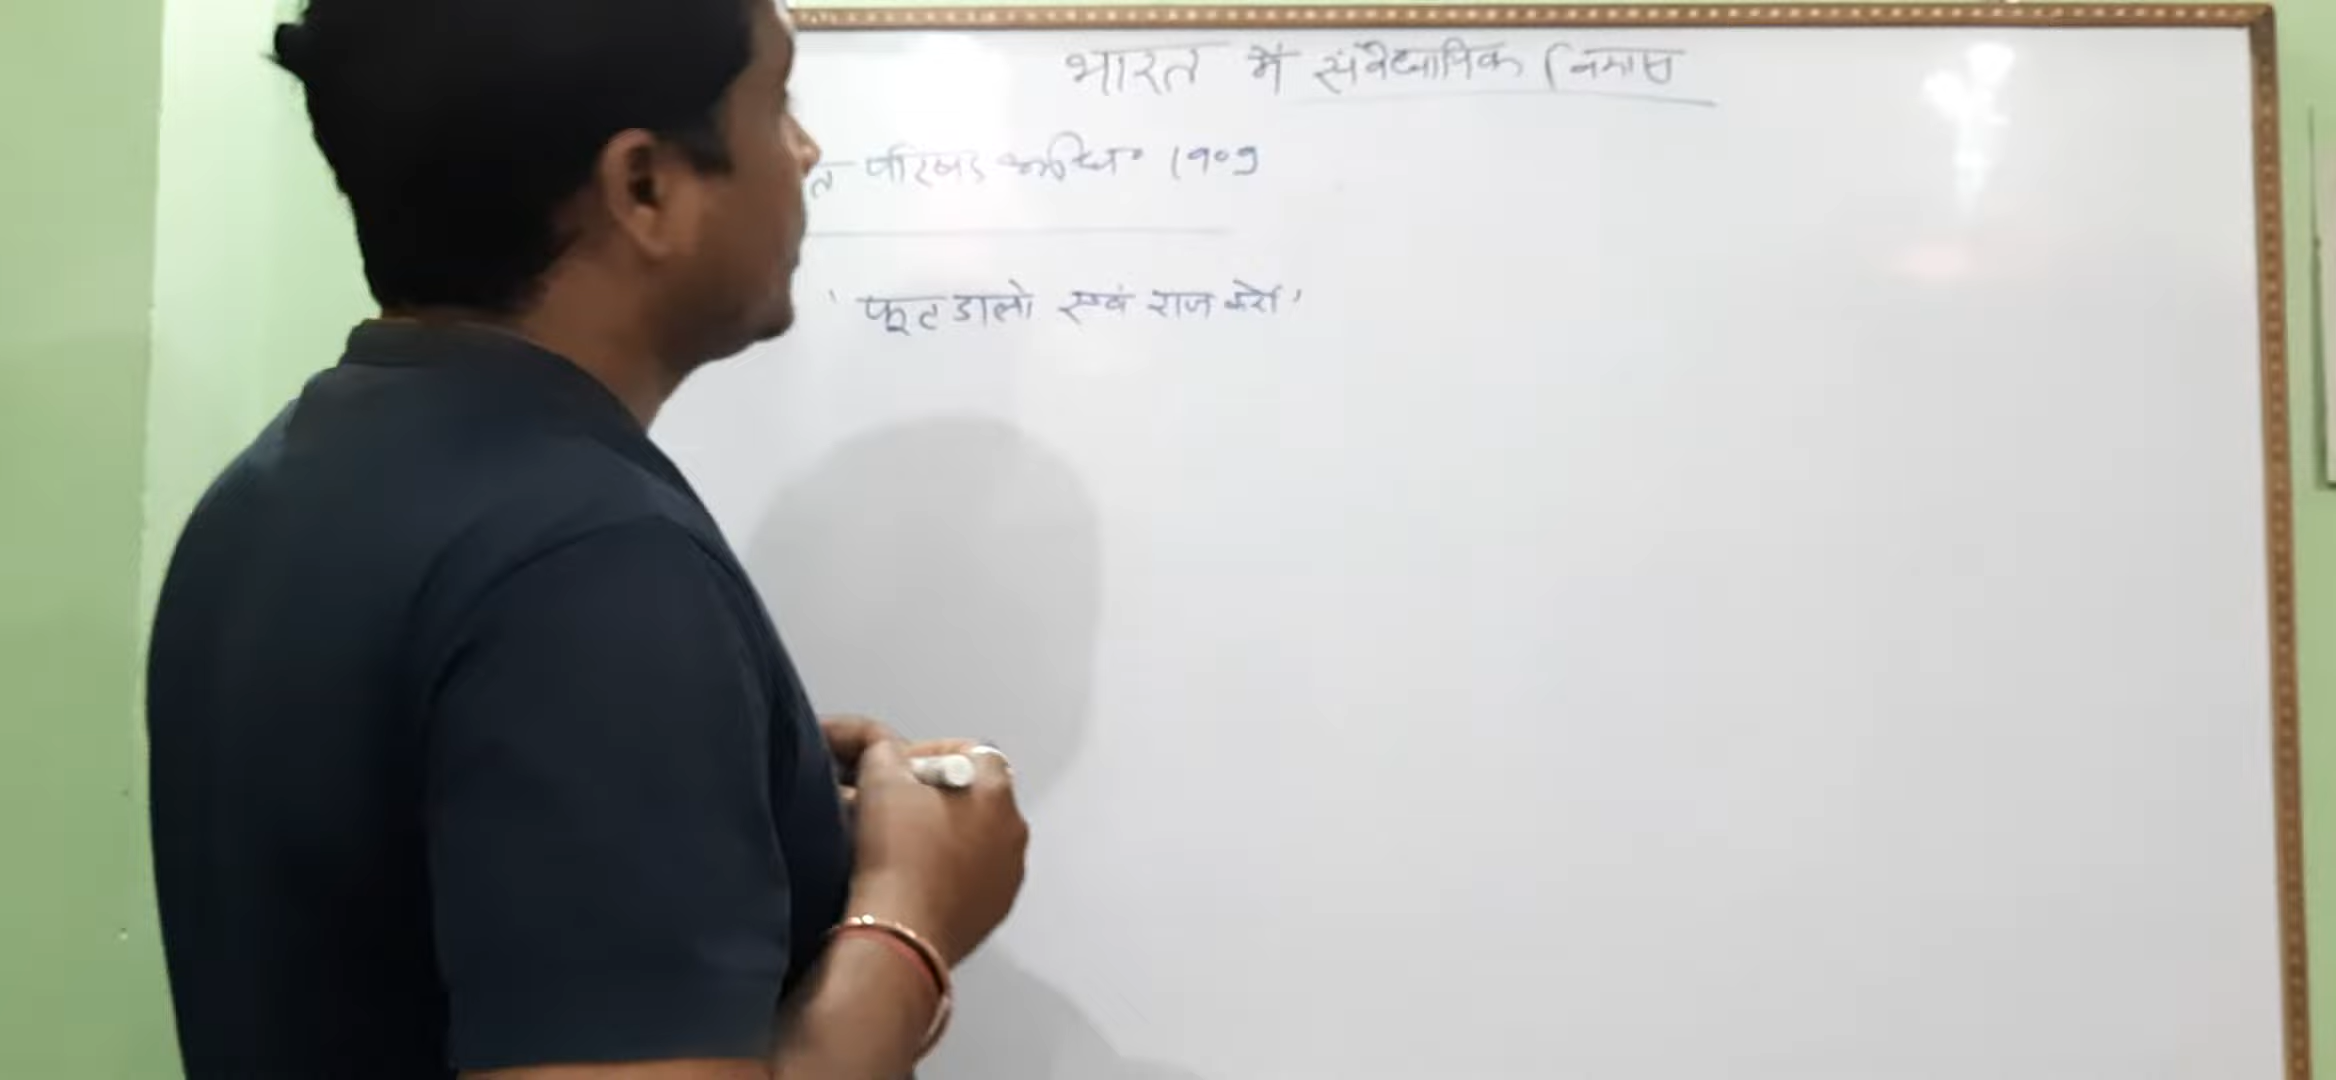 भारत में संवैधानिक विकास
त परिषद अधि० 1909
' फूट डालो एवं राज करो '